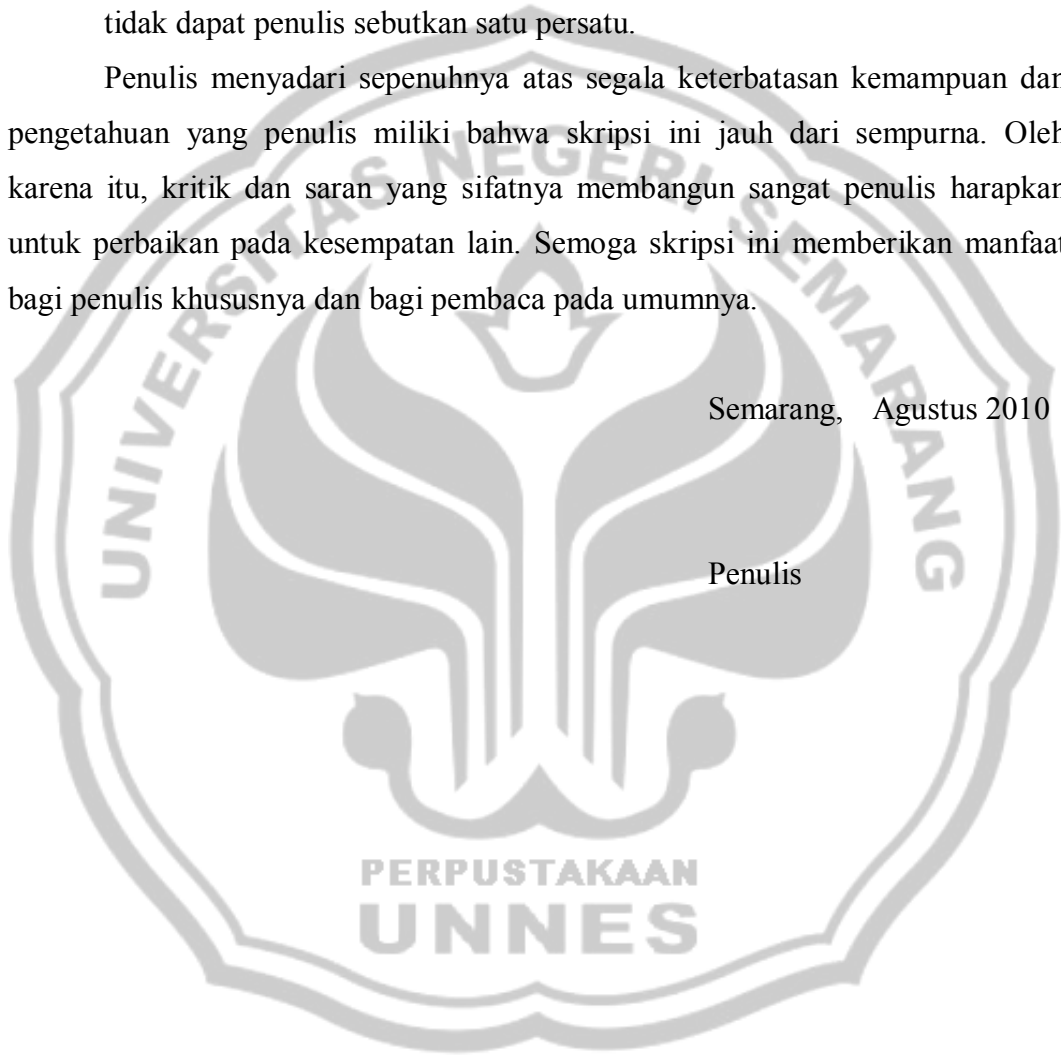 tidak dapat penulis sebutkan satu persatu.
Penulis menyadari sepenuhnya atas segala keterbatasan kemampuan dan
pengetahuan yang penulis miliki bahwa skripsi ini jauh dari sempurna. Oleh
karena itu, kritik dan saran yang sifatnya membangun sangat penulis harapkan
untuk perbaikan pada kesempatan lain. Semoga skripsi ini memberikan manfaat
bagi penulis khususnya dan bagi pembaca pada umumnya.
Semarang, Agustus 2010
Penulis
UNIVERSITAS NEGERI SEMARANG
PERPUSTAKAAN
UNNES